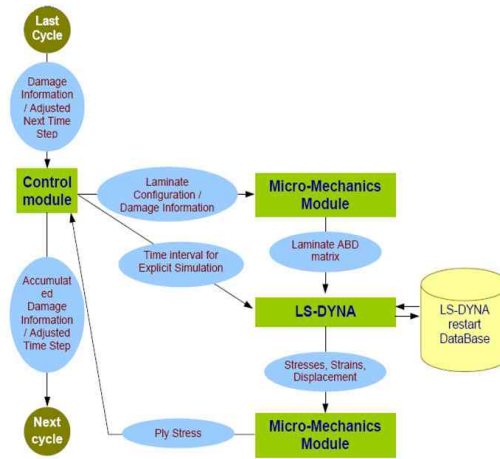 Last
Cycle
Damage
Information
/ Adjusted
Next Time
Step
Control
module
Laminate
Configuration /
Damage Information
Micro-Mechanics
Module
Time interval for
Explicit Simulation
Laminate ABD
matrix
Accumulat
ed
Damage
Information
/ Adjusted
Time Step
LS-DYNA
LS-DYNA
restart
DataBase
Stresses, Strains,
Displacement
Next
cycle
Ply Stress
Micro-Mechanics
Module